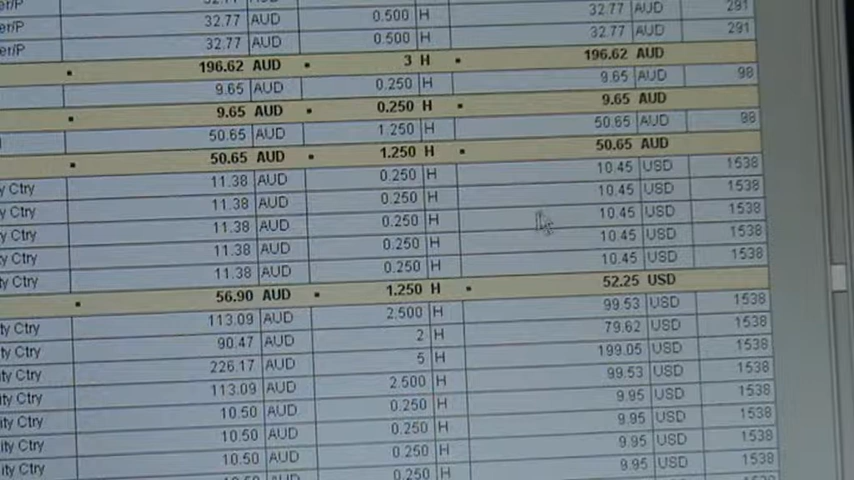 er/P 32.77 AUD 0.500 H 32.77 AUD 291
er/P 32.77 AUD 0.500 H 32.77 AUD
196.62 AUD 3 H 196.62 AUD
9.65 AUD 0.250 H 9.65 AUD 98
9.65 AUD 0.250 H 9.65 AUD
50.65 AUD 1.250 H 50.65 AUD 98
50.65 AUD 1.250 H 50.65 AUD
y Ctry 11.38 AUD 0.250 H 10.45 USD 1538
y Ctry 11.38 AUD 0.250 H 10.45 USD 1538
y Ctry 11.38 AUD 0.250 H 10.45 USD 1538
y Ctry 11.38 AUD 0.250 H 10.45 USD 1538
y Ctry 11.38 AUD 0.250 H 10.45 USD 1538
56.90 AUD 1.250 H 52.25 USD
ty Ctry 113.09 AUD 2.500 H 99.53 USD 1538
ty Ctry 90.47 AUD 2 H 79.62 USD 1538
ty Ctry 226.17 AUD 5 H 199.05 USD 1538
ity Ctry 113.09 AUD 2.500 H 99.53 USD 1538
ity Ctry 10.50 AUD 0.250 H 9.95 USD 1538
ity Ctry 10.50 AUD 0.250 H 9.95 USD 1538
ity Ctry 10.50 AUD 0.250 H 9.95 USD 1538
0.250 H 9.95 USD 1538